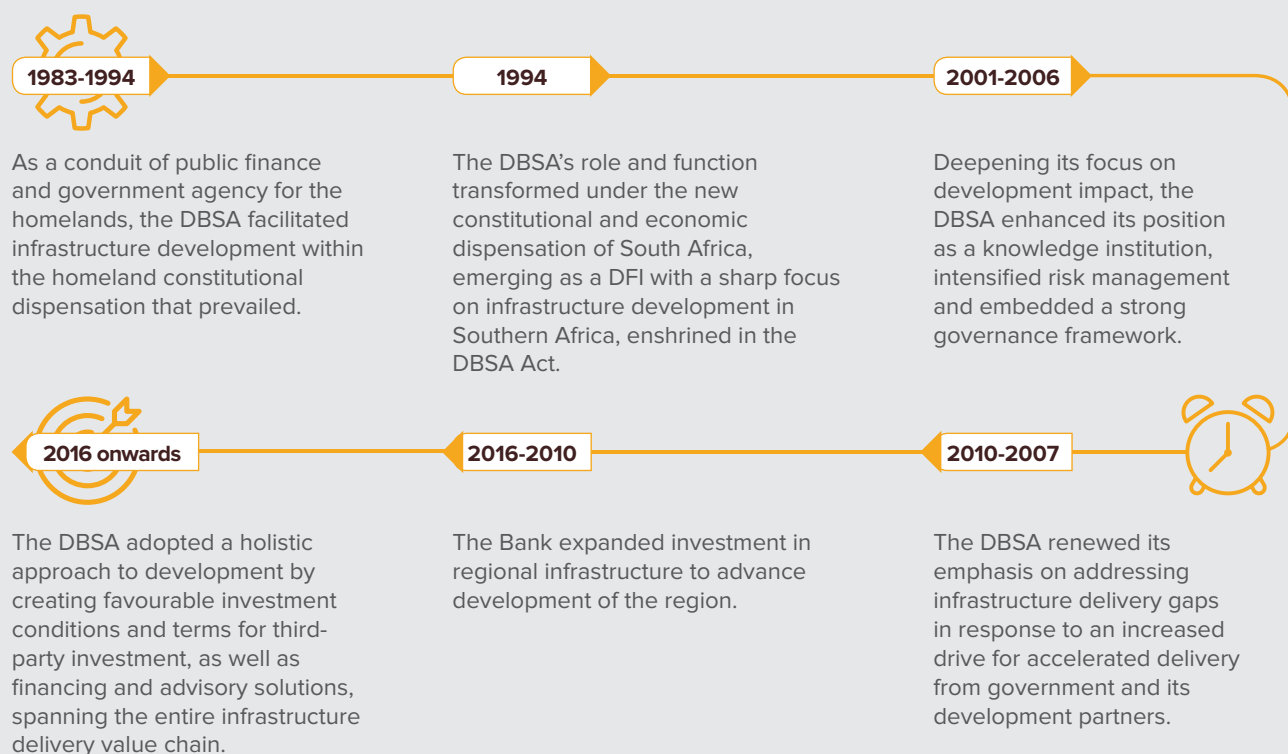 1983-1994
As a conduit of public finance
and government agency for the
homelands, the DBSA facilitated
infrastructure development within
the homeland constitutional
dispensation that prevailed.
1994
The DBSA’s role and function
transformed under the new
constitutional and economic
dispensation of South Africa,
emerging as a DFI with a sharp focus
on infrastructure development in
Southern Africa, enshrined in the
DBSA Act.
2001-2006
Deepening its focus on
development impact, the
DBSA enhanced its position
as a knowledge institution,
intensified risk management
and embedded a strong
governance framework.
2010-2007
The DBSA renewed its
emphasis on addressing
infrastructure delivery gaps
in response to an increased
drive for accelerated delivery
from government and its
development partners.
2016-2010
The Bank expanded investment in
regional infrastructure to advance
development of the region.
2016 onwards
The DBSA adopted a holistic
approach to development by
creating favourable investment
conditions and terms for third-
party investment, as well as
financing and advisory solutions,
spanning the entire infrastructure
delivery value chain.